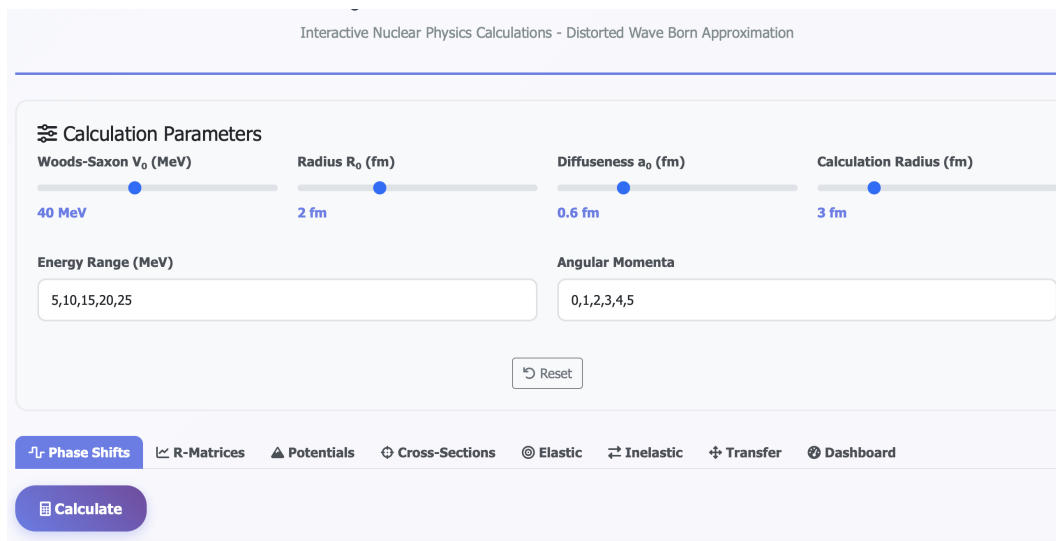 Interactive Nuclear Physics Calculations - Distorted Wave Born Approximation
Calculation Parameters
Woods-Saxon V₀ (MeV) Radius R₀ (fm) Diffuseness a₀ (fm) Calculation Radius (fm)
40 MeV 2 fm 0.6 fm 3 fm
Energy Range (MeV) Angular Momenta
5,10,15,20,25 0,1,2,3,4,5
Reset
Phase Shifts R-Matrices Potentials Cross-Sections Elastic Inelastic Transfer Dashboard
Calculate